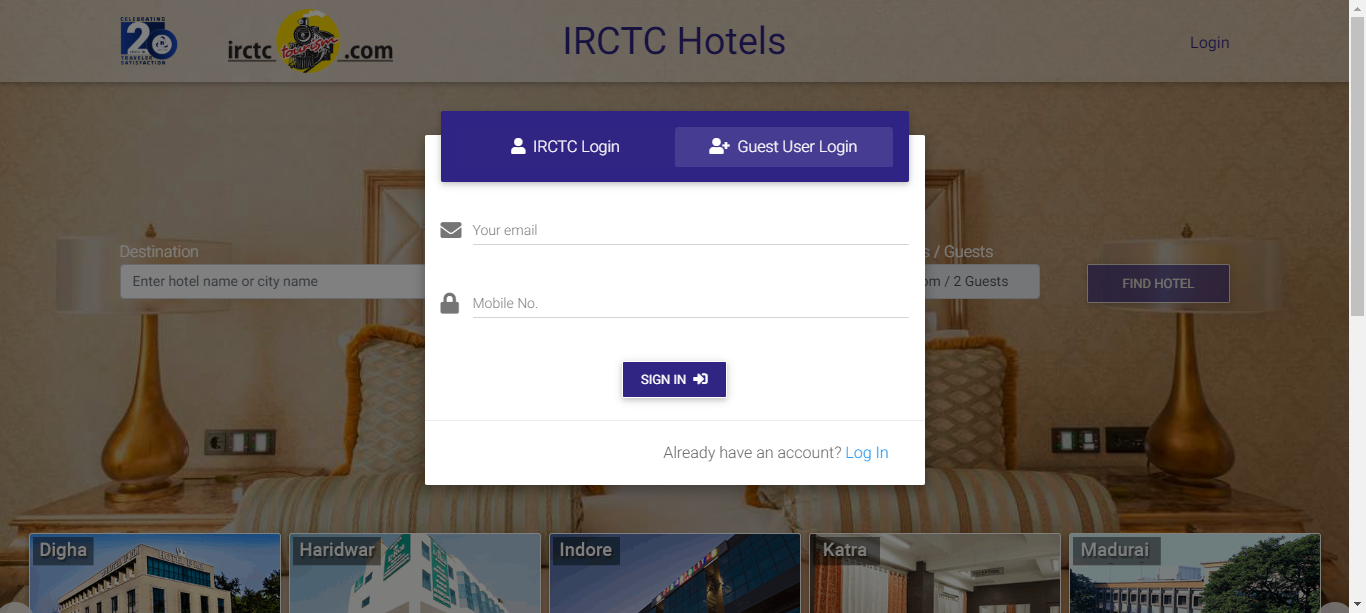 CELEBRATING
20
TRAVELER
SATISFACTION
irctc tourism .com
IRCTC Hotels
Login
IRCTC Login
Guest User Login
Your email
Mobile No.
SIGN IN
Already have an account? Log In
Destination
Enter hotel name or city name
s / Guests
om / 2 Guests
FIND HOTEL
Digha
Haridwar
Indore
Katra
Madurai